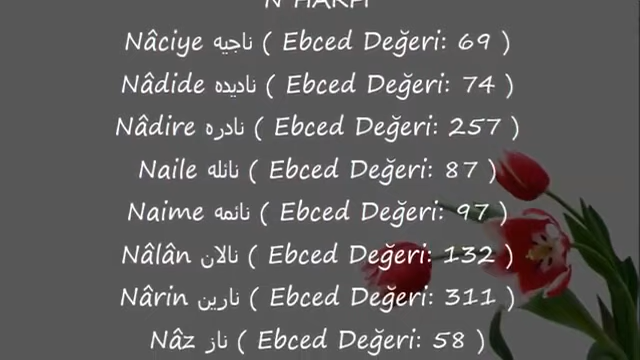 N HARFİ
Nâciye ناجيه ( Ebced Değeri: 69 )
Nâdide ناديده ( Ebced Değeri: 74 )
Nâdire نادره ( Ebced Değeri: 257 )
Naile نائله ( Ebced Değeri: 87 )
Naime نائمه ( Ebced Değeri: 97 )
Nâlân نالان ( Ebced Değeri: 132 )
Nârin نارين ( Ebced Değeri: 311 )
Nâz ناز ( Ebced Değeri: 58 )